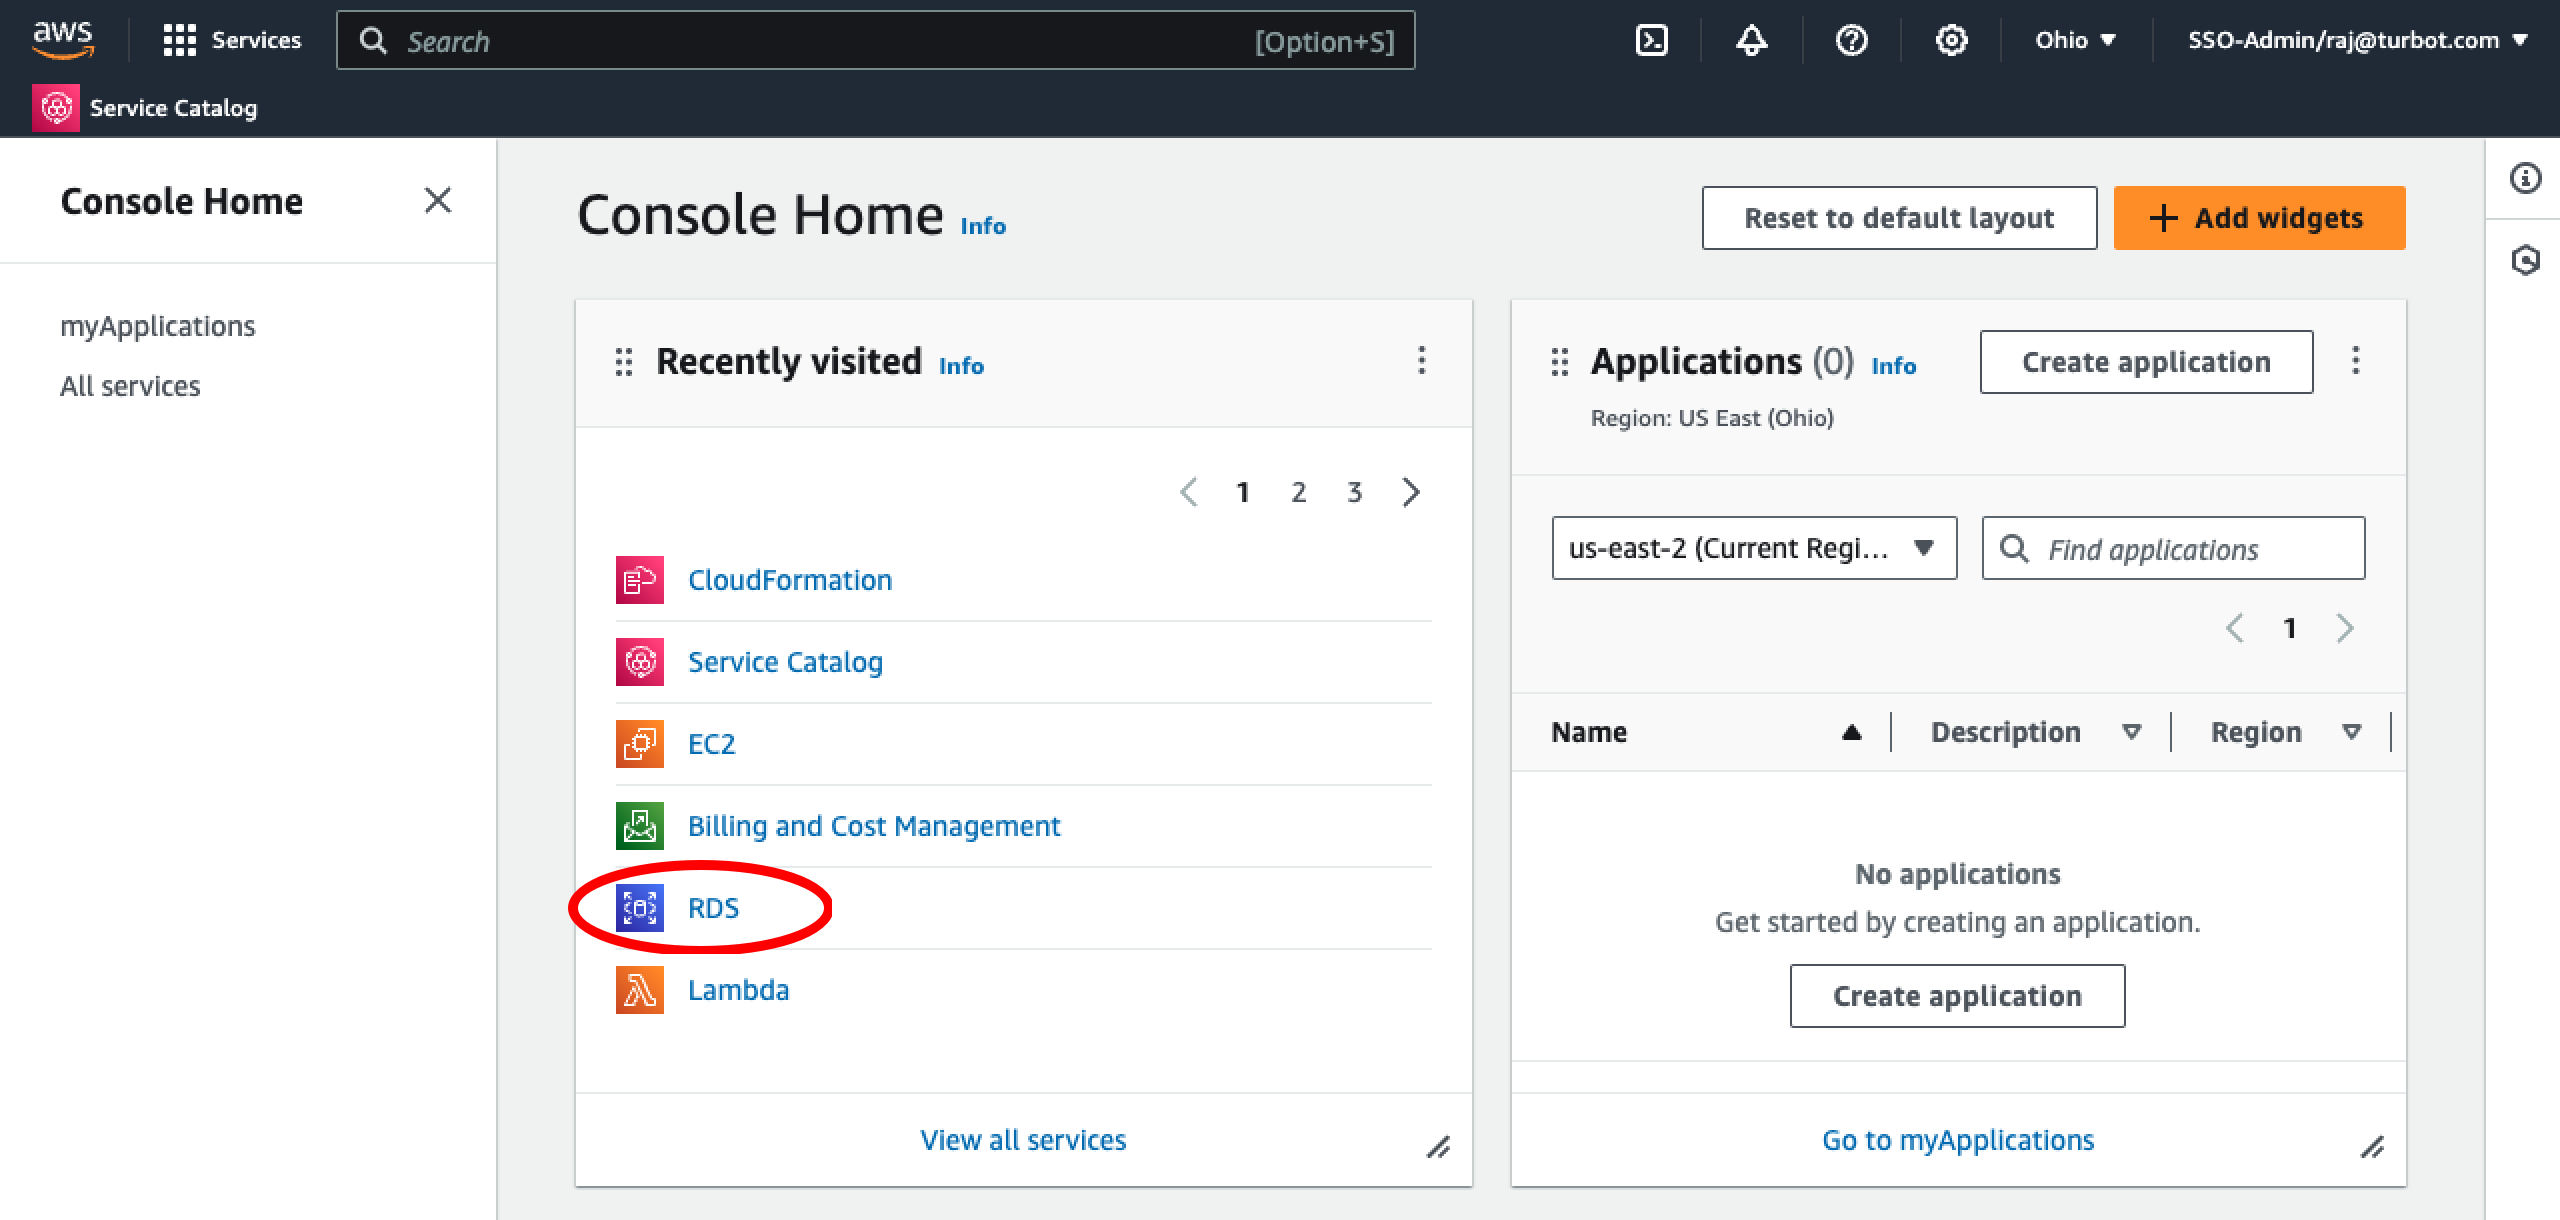 aws
Services
Search
[Option+S]
Ohio
SSO-Admin/raj@turbot.com
Service Catalog
Console Home
myApplications
All services
Console Home Info
Reset to default layout
Add widgets
Recently visited Info
1 2 3
CloudFormation
Service Catalog
EC2
Billing and Cost Management
RDS
Lambda
View all services
Applications (0) Info
Create application
Region: US East (Ohio)
us-east-2 (Current Regi...
Find applications
1
Name Description Region
No applications
Get started by creating an application.
Create application
Go to myApplications